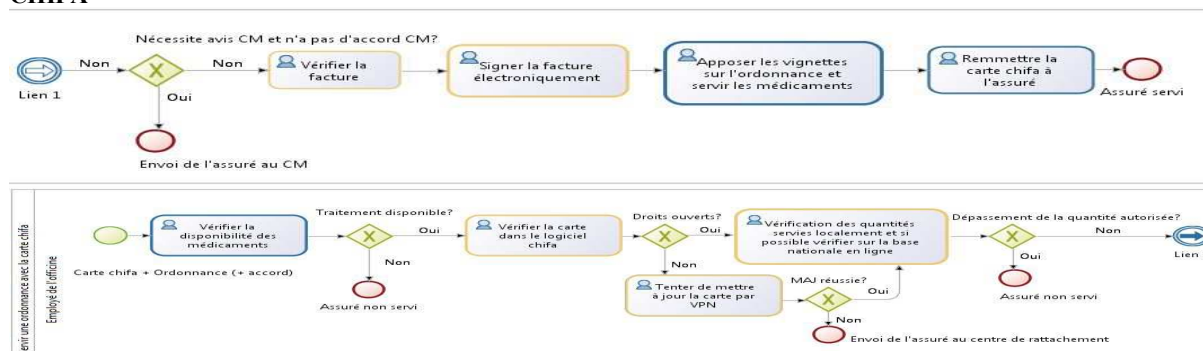 Nécessite avis CM et n'a pas d'accord CM?
Non
Non
Vérifier la
facture
Signer la facture
électroniquement
Apposer les vignettes
sur l'ordonnance et
servir les médicaments
Remmettre la
carte chifa à
l'assuré
Lien 1
Oui
Assuré servi
Envoi de l'assuré au CM
Employé de l'officine
Vérifier la
disponibilité des
médicaments
Carte chifa + Ordonnance (+ accord)
Traitement disponible?
Oui
Non
Assuré non servi
Vérifier la carte
dans le logiciel
chifa
Droits ouverts?
Oui
Non
Tenter de mettre
à jour la carte par
VPN
MAJ réussie?
Oui
Non
Envoi de l'assuré au centre de rattachement
Vérification des quantités
servies localement et si
possible vérifier sur la base
nationale en ligne
Dépassement de la quantité autorisée?
Non
Oui
Assuré non servi
Lien
une ordonnance avec la carte chifa